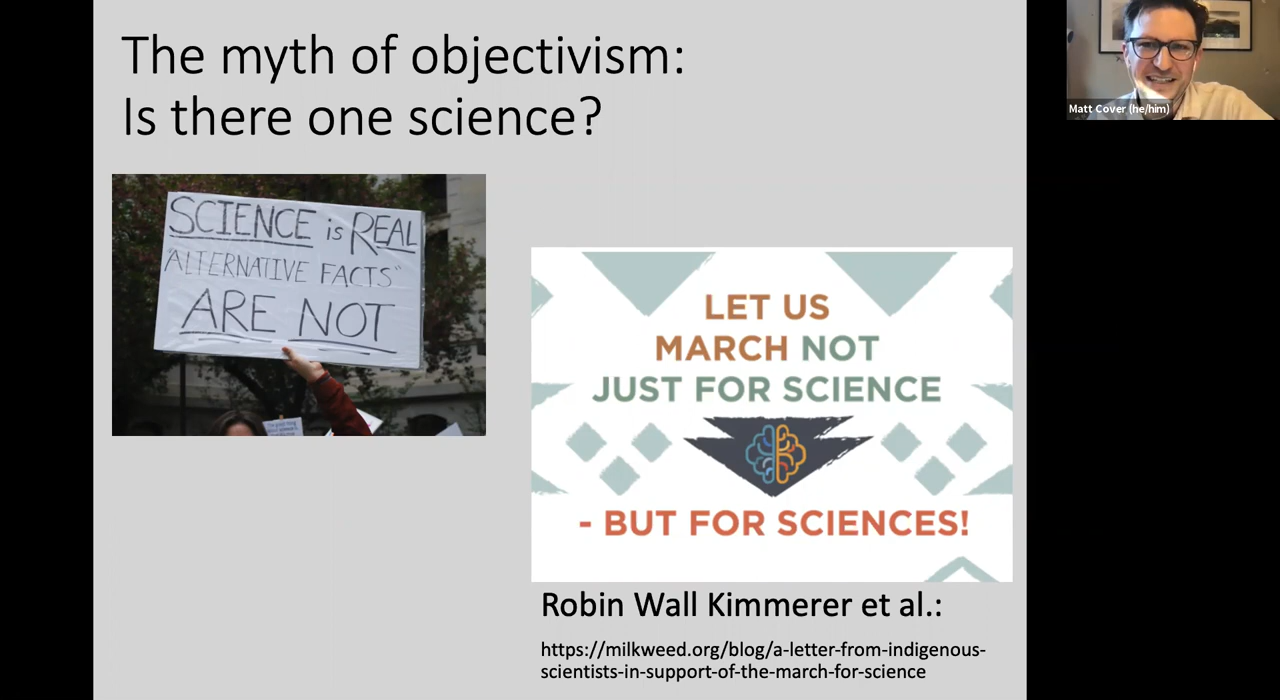 The myth of objectivism:
Is there one science?
Matt Cover (he/him)
SCIENCE is REAL
"ALTERNATIVE FACTS"
ARE NOT
LET US
MARCH NOT
JUST FOR SCIENCE
- BUT FOR SCIENCES!
Robin Wall Kimmerer et al.:
https://milkweed.org/blog/a-letter-from-indigenous-
scientists-in-support-of-the-march-for-science